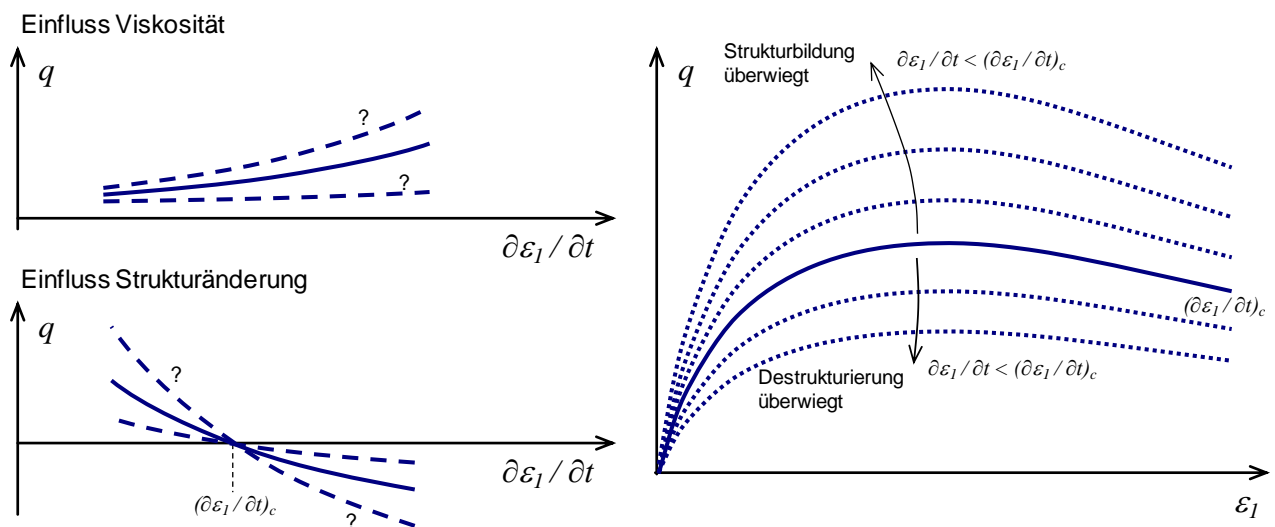 Einfluss Viskosität
q
?
?
∂ε1 / ∂t
Einfluss Strukturänderung
q
?
∂ε1 / ∂t
(∂ε1 / ∂t)c
?
q
Strukturbildung
überwiegt
∂ε1 / ∂t < (∂ε1 / ∂t)c
(∂ε1 / ∂t)c
∂ε1 / ∂t < (∂ε1 / ∂t)c
Destrukturierung
überwiegt
ε1